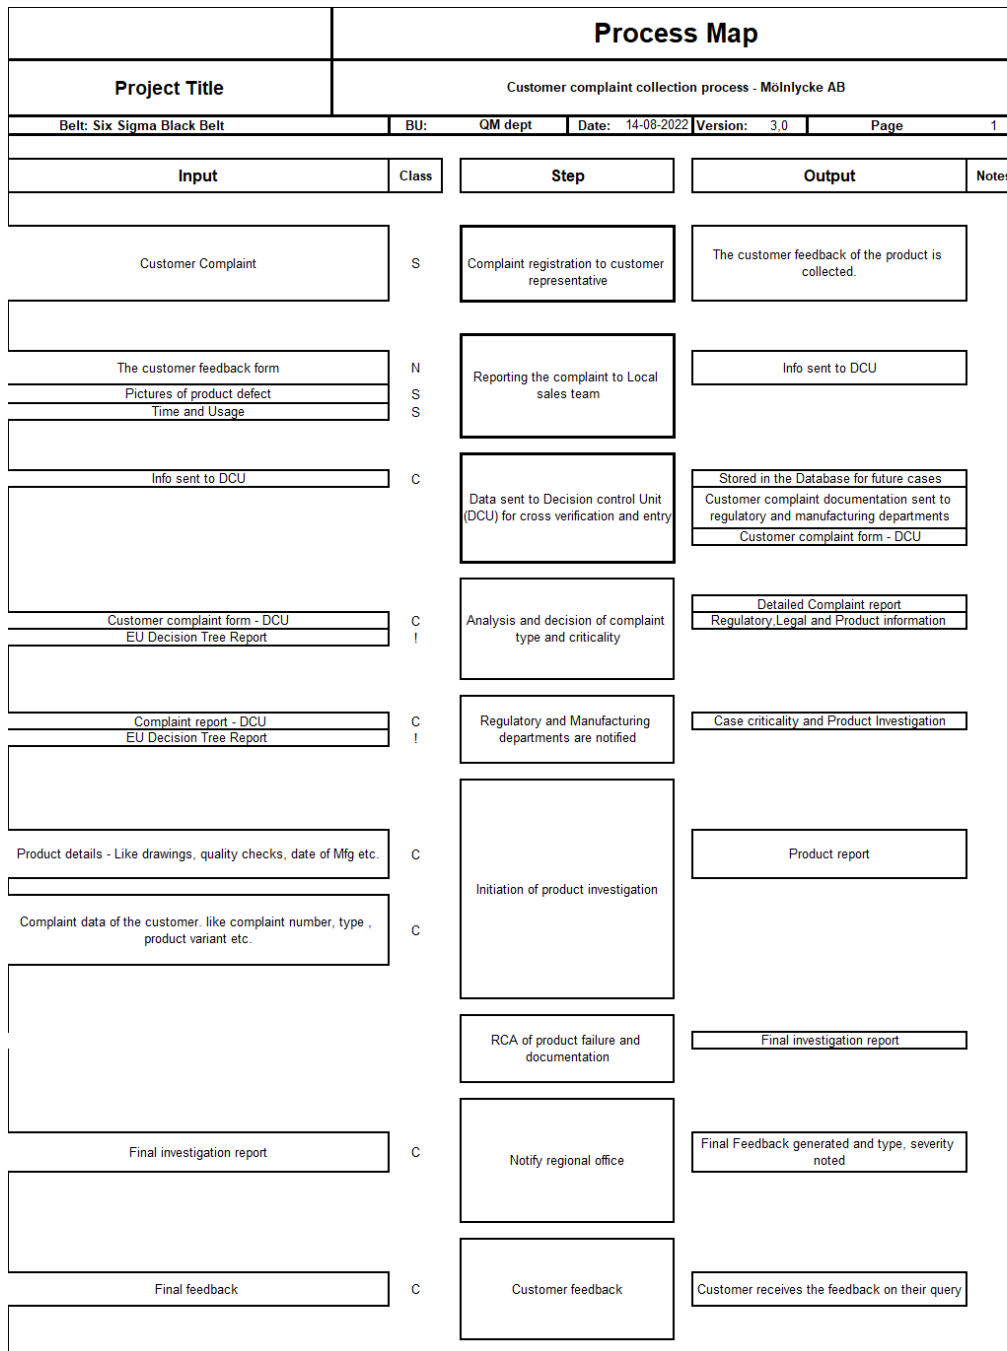 Process Map
Project Title
Customer complaint collection process - Mölnlycke AB
Belt: Six Sigma Black Belt
BU:
QM dept
Date:
14-08-2022
Version:
3,0
Page
1
Input
Class
Step
Output
Notes
Customer Complaint
S
Complaint registration to customer
representative
The customer feedback of the product is
collected.
The customer feedback form
N
Pictures of product defect
S
Time and Usage
S
Reporting the complaint to Local
sales team
Info sent to DCU
Info sent to DCU
C
Data sent to Decision control Unit
(DCU) for cross verification and entry
Stored in the Database for future cases
Customer complaint documentation sent to
regulatory and manufacturing departments
Customer complaint form - DCU
Customer complaint form - DCU
C
EU Decision Tree Report
!
Analysis and decision of complaint
type and criticality
Detailed Complaint report
Regulatory,Legal and Product information
Complaint report - DCU
C
EU Decision Tree Report
!
Regulatory and Manufacturing
departments are notified
Case criticality and Product Investigation
Product details - Like drawings, quality checks, date of Mfg etc.
C
Complaint data of the customer. like complaint number, type ,
product variant etc.
C
Initiation of product investigation
Product report
RCA of product failure and
documentation
Final investigation report
Final investigation report
C
Notify regional office
Final Feedback generated and type, severity
noted
Final feedback
C
Customer feedback
Customer receives the feedback on their query